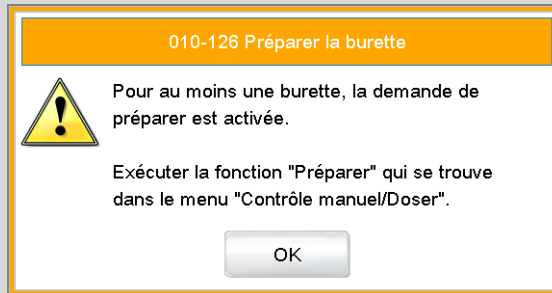 010-126 Préparer la burette
Pour au moins une burette, la demande de
préparer est activée.
Exécuter la fonction "Préparer" qui se trouve
dans le menu "Contrôle manuel/Doser".
OK